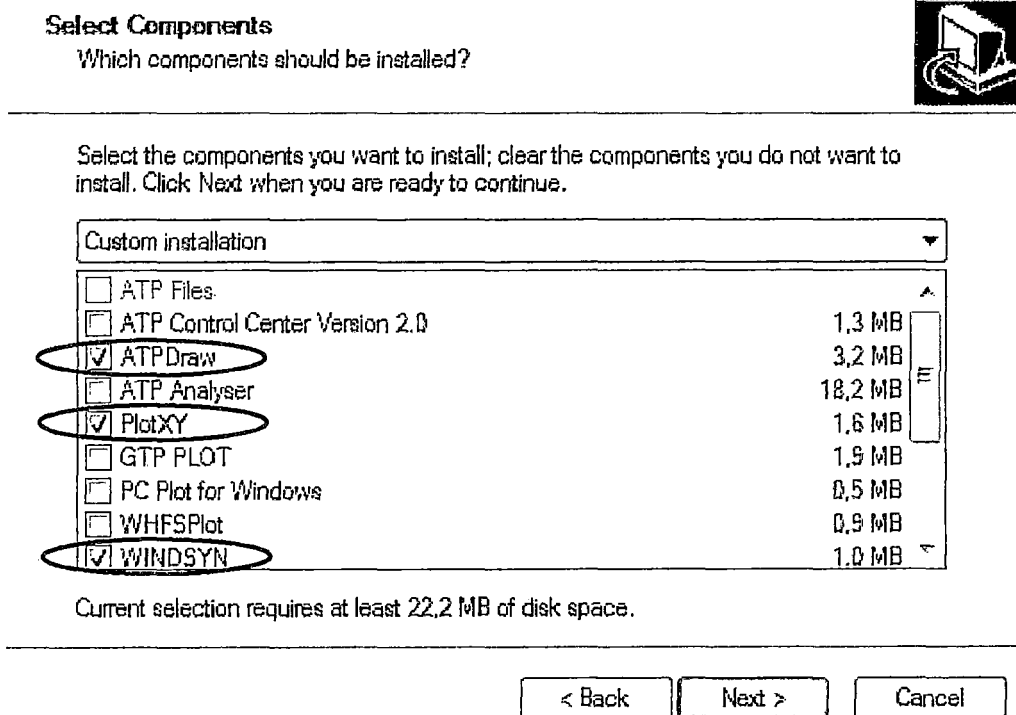 Select Components
Which components should be installed?
Select the components you want to install; clear the components you do not want to
install. Click Next when you are ready to continue.
Custom installation
ATP Files
ATP Control Center Version 2.0 1,3 MB
ATPDraw 3,2 MB
ATP Analyser 18,2 MB
PlotXY 1,6 MB
GTP PLOT 1,9 MB
PC Plot for Windows 0,5 MB
WHFSPlot 0,9 MB
WINDSYN 1.0 MB
Current selection requires at least 22,2 MB of disk space.
< Back Next > Cancel